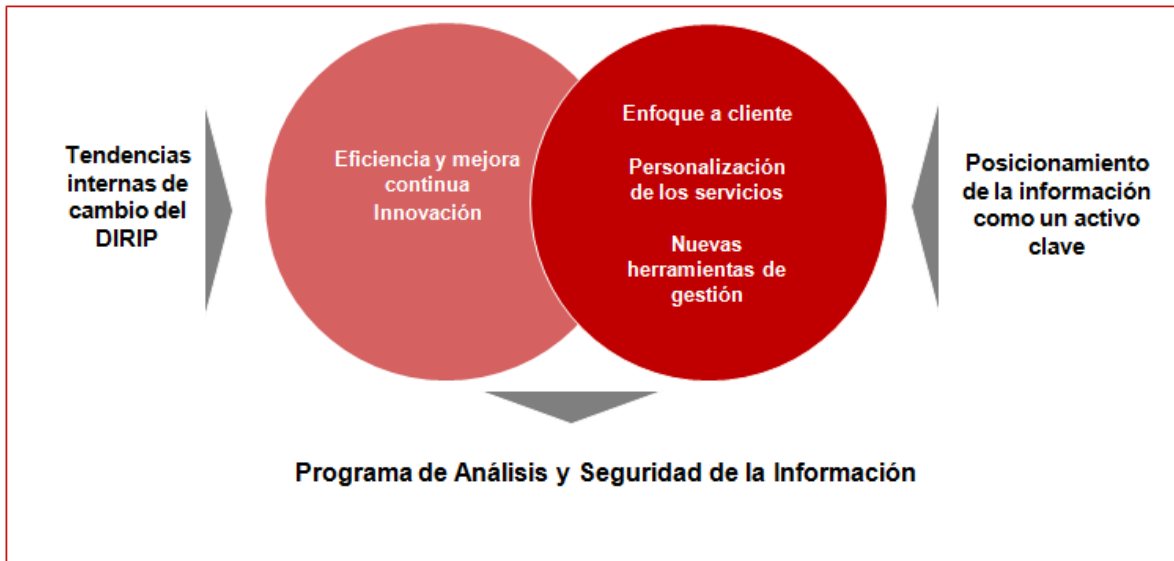 Tendencias
internas de
cambio del
DIRIP
Eficiencia y mejora
continua
Innovación
Enfoque a cliente
Personalización
de los servicios
Nuevas
herramientas de
gestión
Posicionamiento
de la información
como un activo
clave
Programa de Análisis y Seguridad de la Información